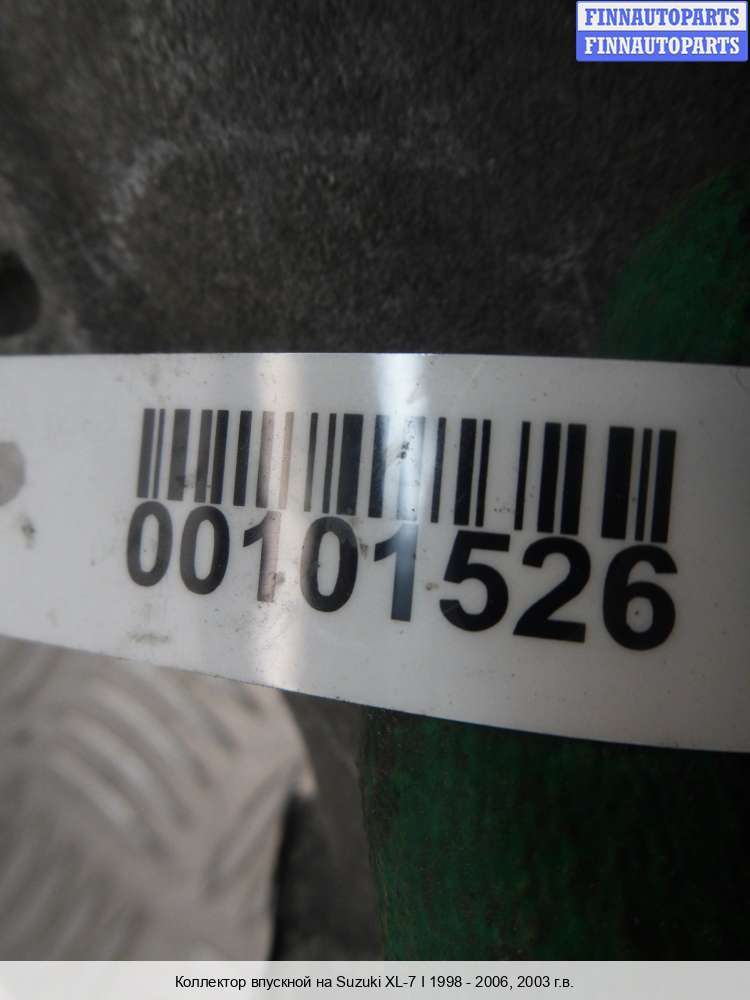 FINNAUTOPARTS
FINNAUTOPARTS
00101526
Коллектор впускной на Suzuki XL-7 I 1998 - 2006, 2003 г.в.